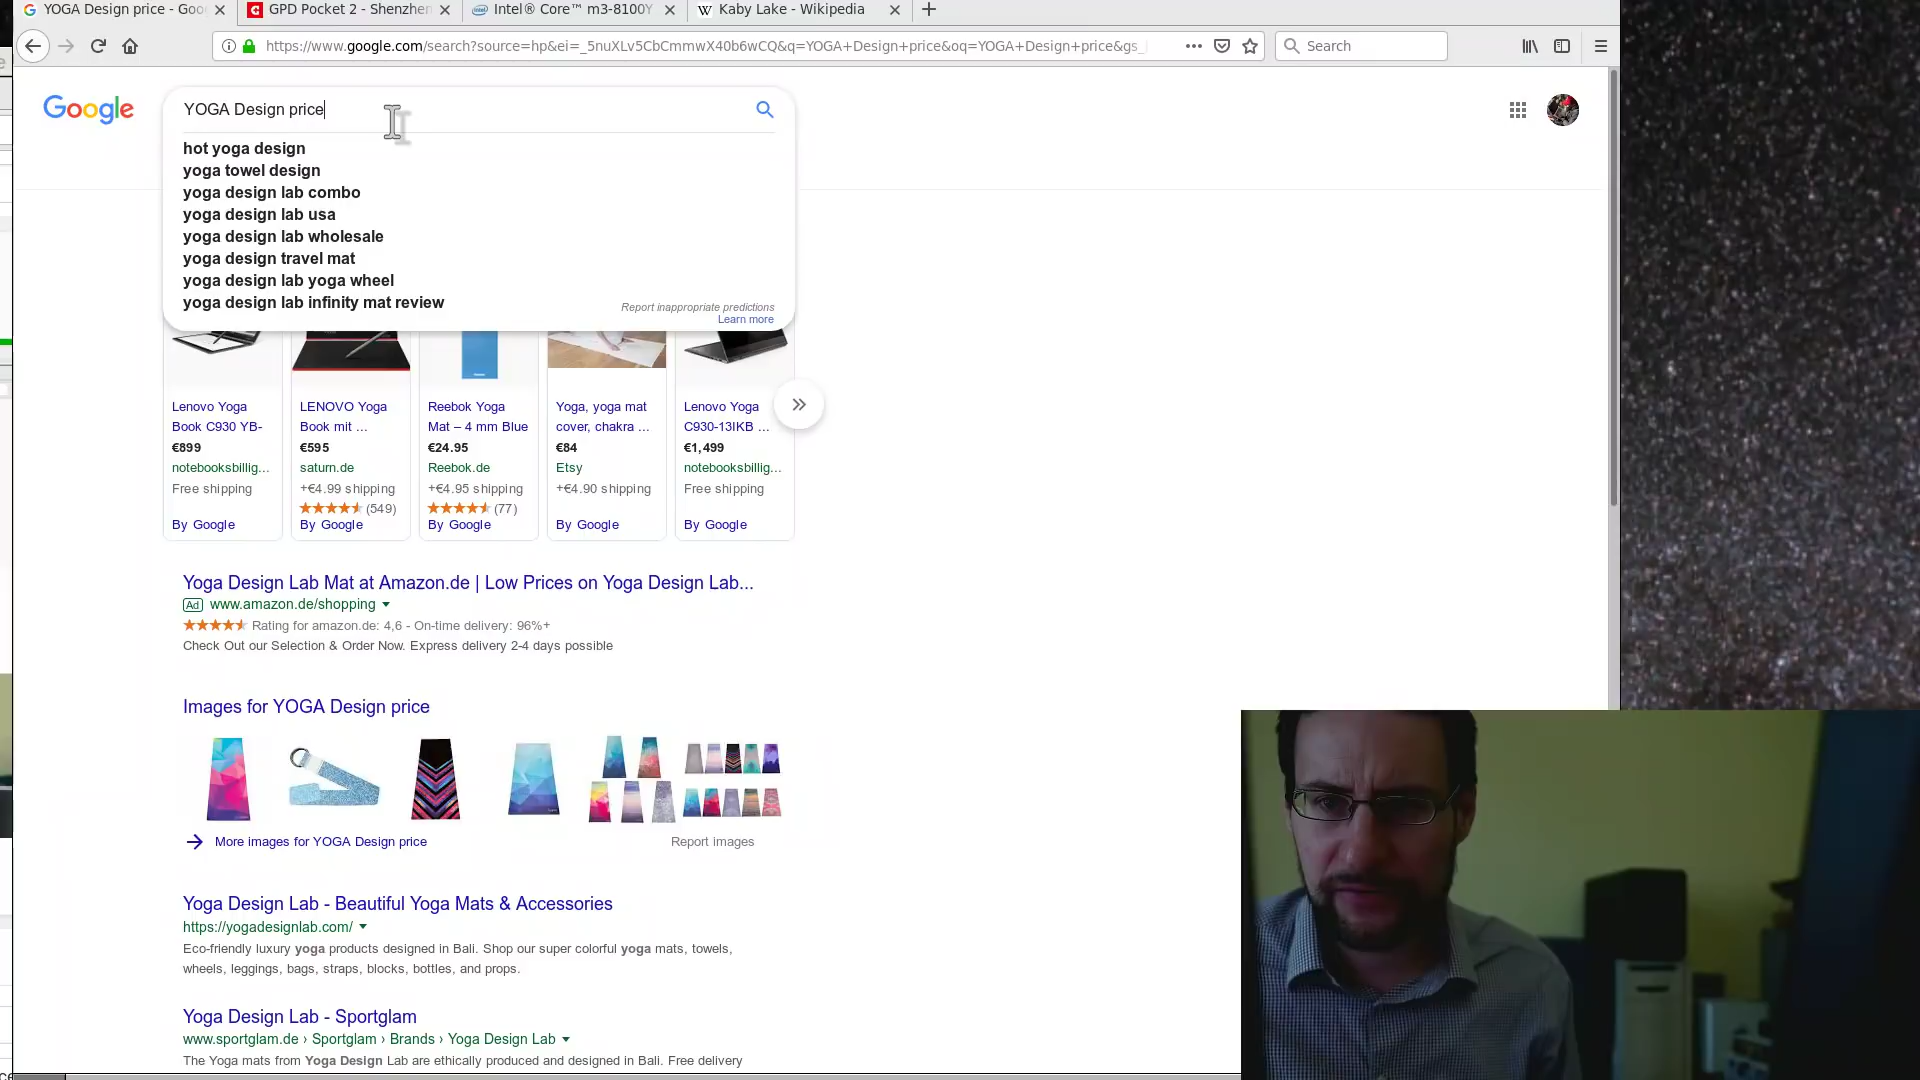 YOGA Design price - Goo
GPD Pocket 2 - Shenzhen
Intel® Core™ m3-8100Y
Kaby Lake - Wikipedia
https://www.google.com/search?source=hp&ei=_5nuXLv5CbCmmwX40b6wCQ&q=YOGA+Design+price&oq=YOGA+Design+price&gs_
Search
Google
YOGA Design price
hot yoga design
yoga towel design
yoga design lab combo
yoga design lab usa
yoga design lab wholesale
yoga design travel mat
yoga design lab yoga wheel
yoga design lab infinity mat review
Report inappropriate predictions
Learn more
Lenovo Yoga
Book C930 YB-
€899
notebooksbillig...
Free shipping
By Google
LENOVO Yoga
Book mit ...
€595
saturn.de
+€4.99 shipping
(549)
By Google
Reebok Yoga
Mat – 4 mm Blue
€24.95
Reebok.de
+€4.95 shipping
(77)
By Google
Yoga, yoga mat
cover, chakra ...
€84
Etsy
+€4.90 shipping
By Google
Lenovo Yoga
C930-13IKB ...
€1,499
notebooksbillig...
Free shipping
By Google
Yoga Design Lab Mat at Amazon.de | Low Prices on Yoga Design Lab...
Ad www.amazon.de/shopping
Rating for amazon.de: 4,6 - On-time delivery: 96%+
Check Out our Selection & Order Now. Express delivery 2-4 days possible
Images for YOGA Design price
More images for YOGA Design price
Report images
Yoga Design Lab - Beautiful Yoga Mats & Accessories
https://yogadesignlab.com/
Eco-friendly luxury yoga products designed in Bali. Shop our super colorful yoga mats, towels,
wheels, leggings, bags, straps, blocks, bottles, and props.
Yoga Design Lab - Sportglam
www.sportglam.de › Sportglam › Brands › Yoga Design Lab
The Yoga mats from Yoga Design Lab are ethically produced and designed in Bali. Free delivery